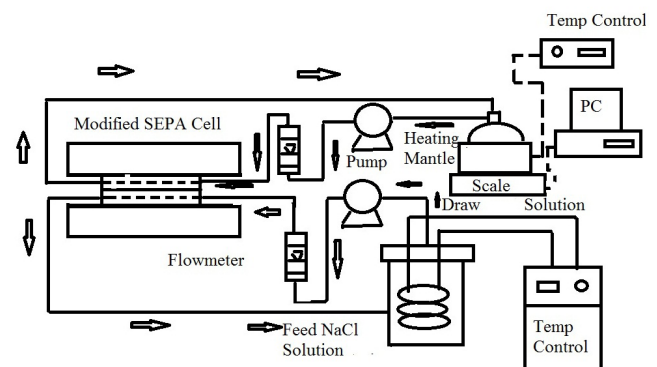 Temp Control
PC
Modified SEPA Cell
Heating
Mantle
Pump
Scale
Draw Solution
Flowmeter
Feed NaCl
Solution
Temp
Control